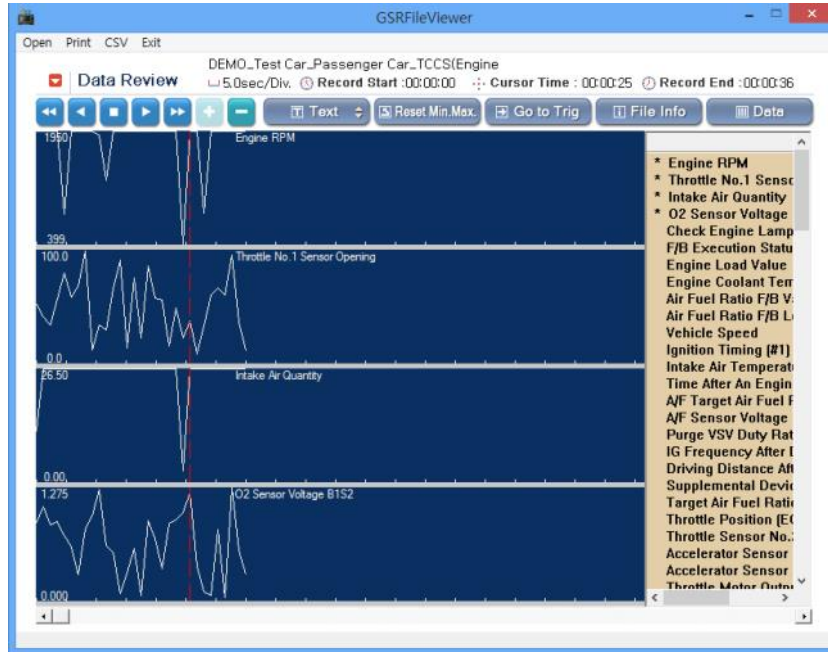 GSRFileViewer
Open Print CSV Exit
DEMO_Test Car_Passenger Car_TCCS(Engine
Data Review 5.0sec/Div. Record Start :00:00:00 Cursor Time : 00:00:25 Record End :00:00:36
Text Reset Min.Max. Go to Trig File Info Data
1950 Engine RPM
399
100.0 Throttle No.1 Sensor Opening
0.0
26.50 Intake Air Quantity
0.00
1.275 O2 Sensor Voltage B1S2
0.000
* Engine RPM
* Throttle No.1 Senso
* Intake Air Quantity
* O2 Sensor Voltage
Check Engine Lamp
F/B Execution Statu
Engine Load Value
Engine Coolant Tem
Air Fuel Ratio F/B V
Air Fuel Ratio F/B L
Vehicle Speed
Ignition Timing (#1)
Intake Air Temperat
Time After An Engin
A/F Target Air Fuel
A/F Sensor Voltage
Purge VSV Duty Rat
IG Frequency After
Driving Distance Aft
Supplemental Devic
Target Air Fuel Rati
Throttle Position (EC
Throttle Sensor No.
Accelerator Sensor
Accelerator Sensor
Throttle Motor